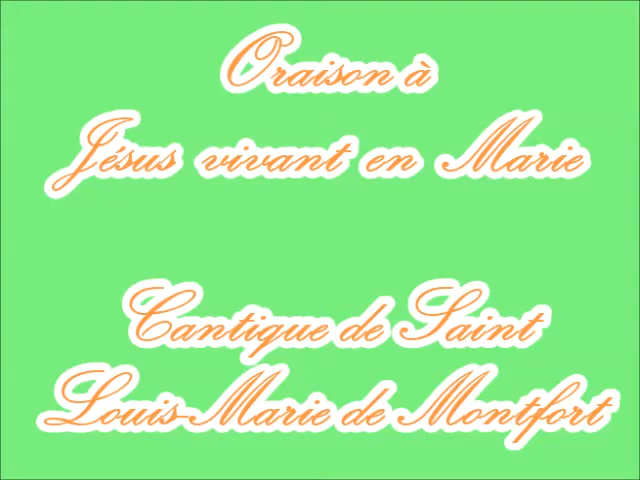 Oraison à
Jésus vivant en Marie
Cantique de Saint
Louis-Marie de Montfort